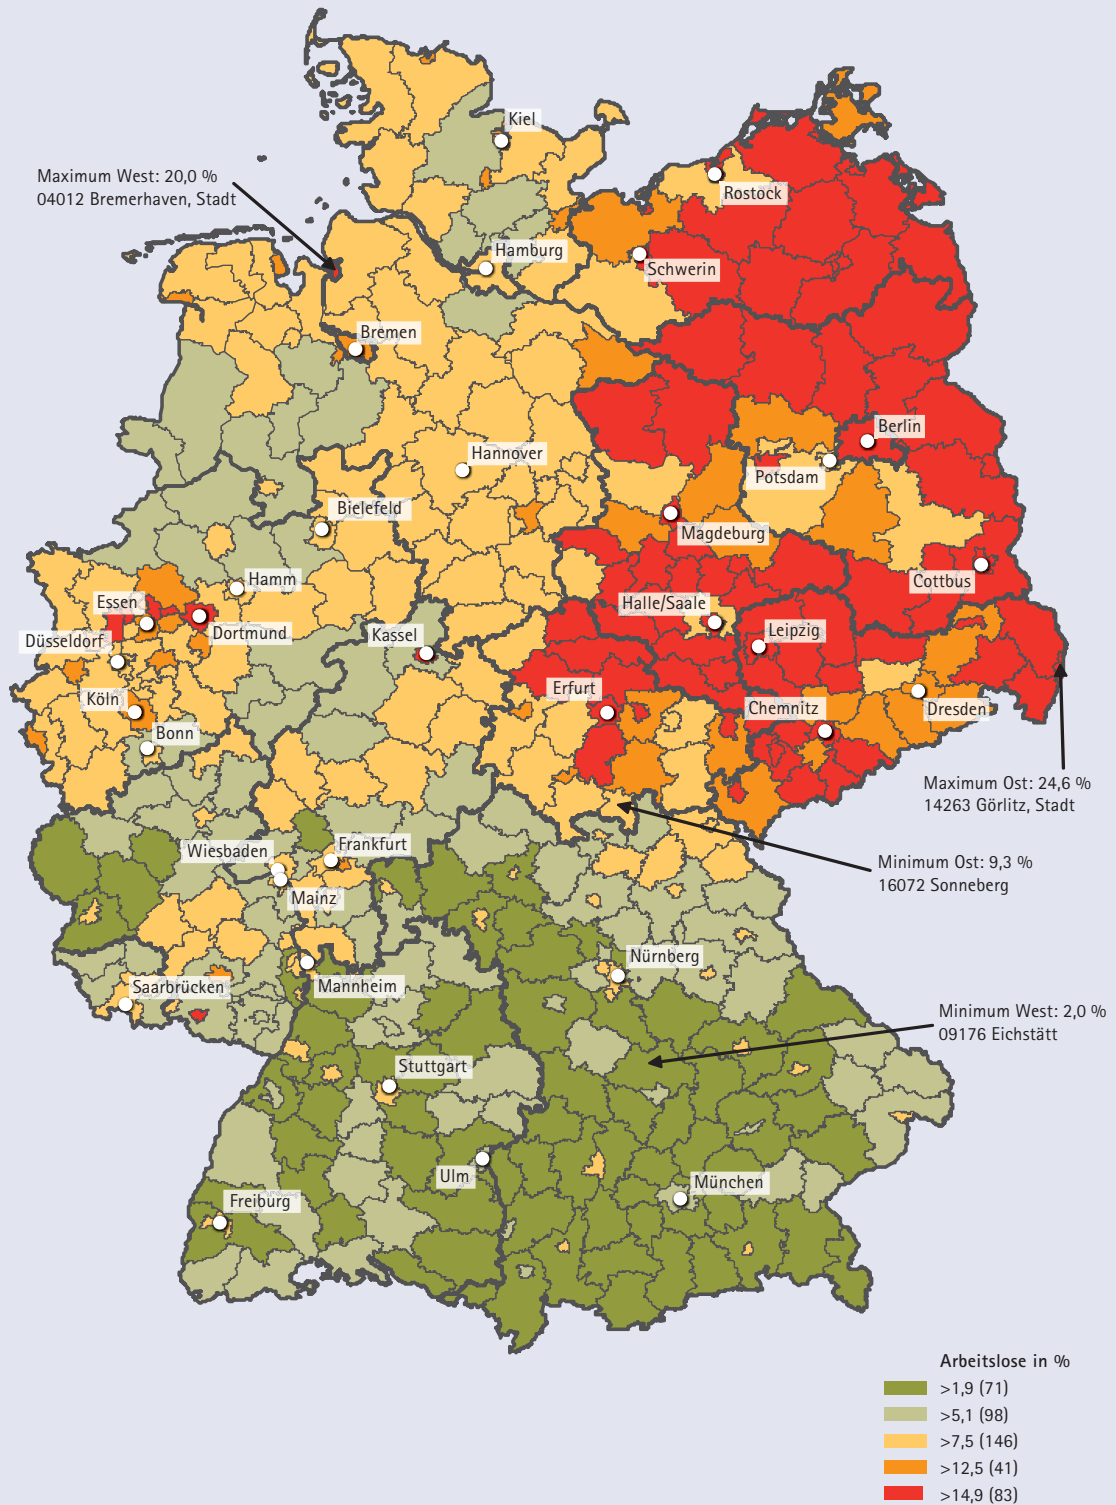 Kiel
Maximum West: 20,0 %
04012 Bremerhaven, Stadt
Rostock
Hamburg
Schwerin
Bremen
Berlin
Hannover
Potsdam
Bielefeld
Magdeburg
Hamm
Cottbus
Essen
Halle/Saale
Dortmund
Leipzig
Düsseldorf
Kassel
Erfurt
Köln
Chemnitz
Dresden
Bonn
Maximum Ost: 24,6 %
14263 Görlitz, Stadt
Wiesbaden
Frankfurt
Minimum Ost: 9,3 %
16072 Sonneberg
Mainz
Nürnberg
Saarbrücken
Mannheim
Minimum West: 2,0 %
09176 Eichstätt
Stuttgart
Ulm
München
Freiburg
Arbeitslose in %
>1,9 (71)
>5,1 (98)
>7,5 (146)
>12,5 (41)
>14,9 (83)